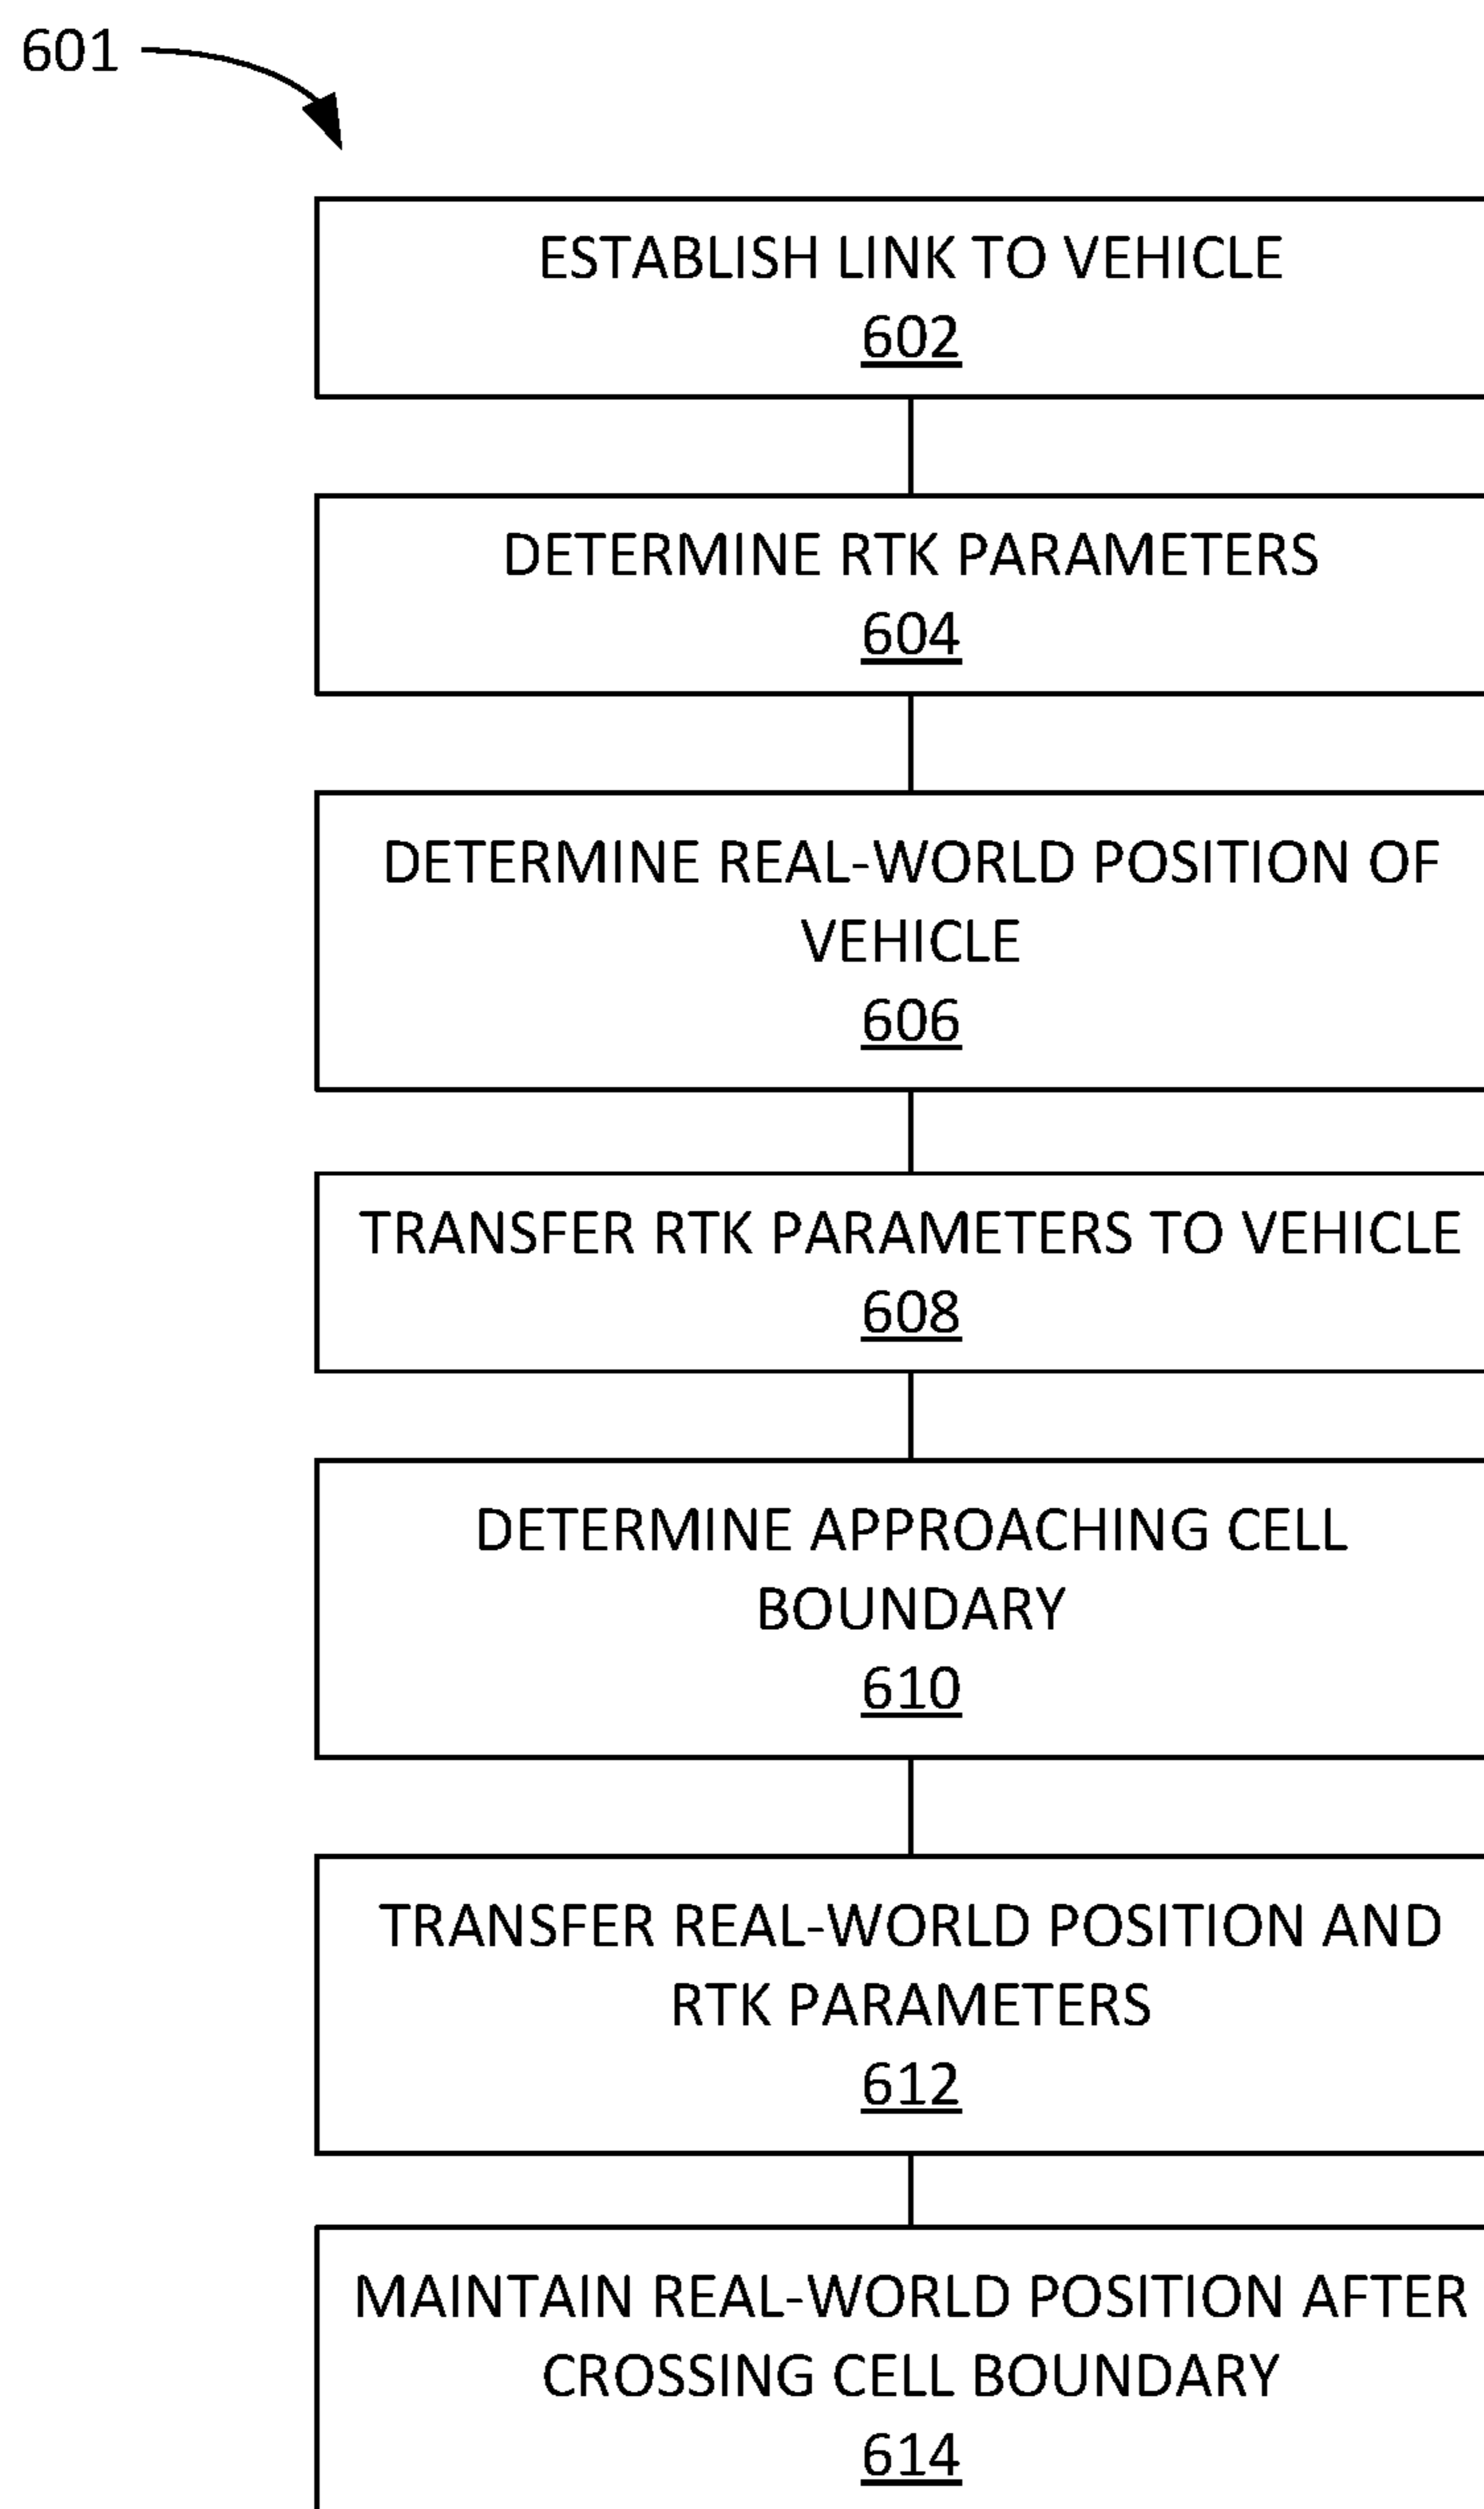 601
ESTABLISH LINK TO VEHICLE
602
DETERMINE RTK PARAMETERS
604
DETERMINE REAL-WORLD POSITION OF
VEHICLE
606
TRANSFER RTK PARAMETERS TO VEHICLE
608
DETERMINE APPROACHING CELL
BOUNDARY
610
TRANSFER REAL-WORLD POSITION AND
RTK PARAMETERS
612
MAINTAIN REAL-WORLD POSITION AFTER
CROSSING CELL BOUNDARY
614